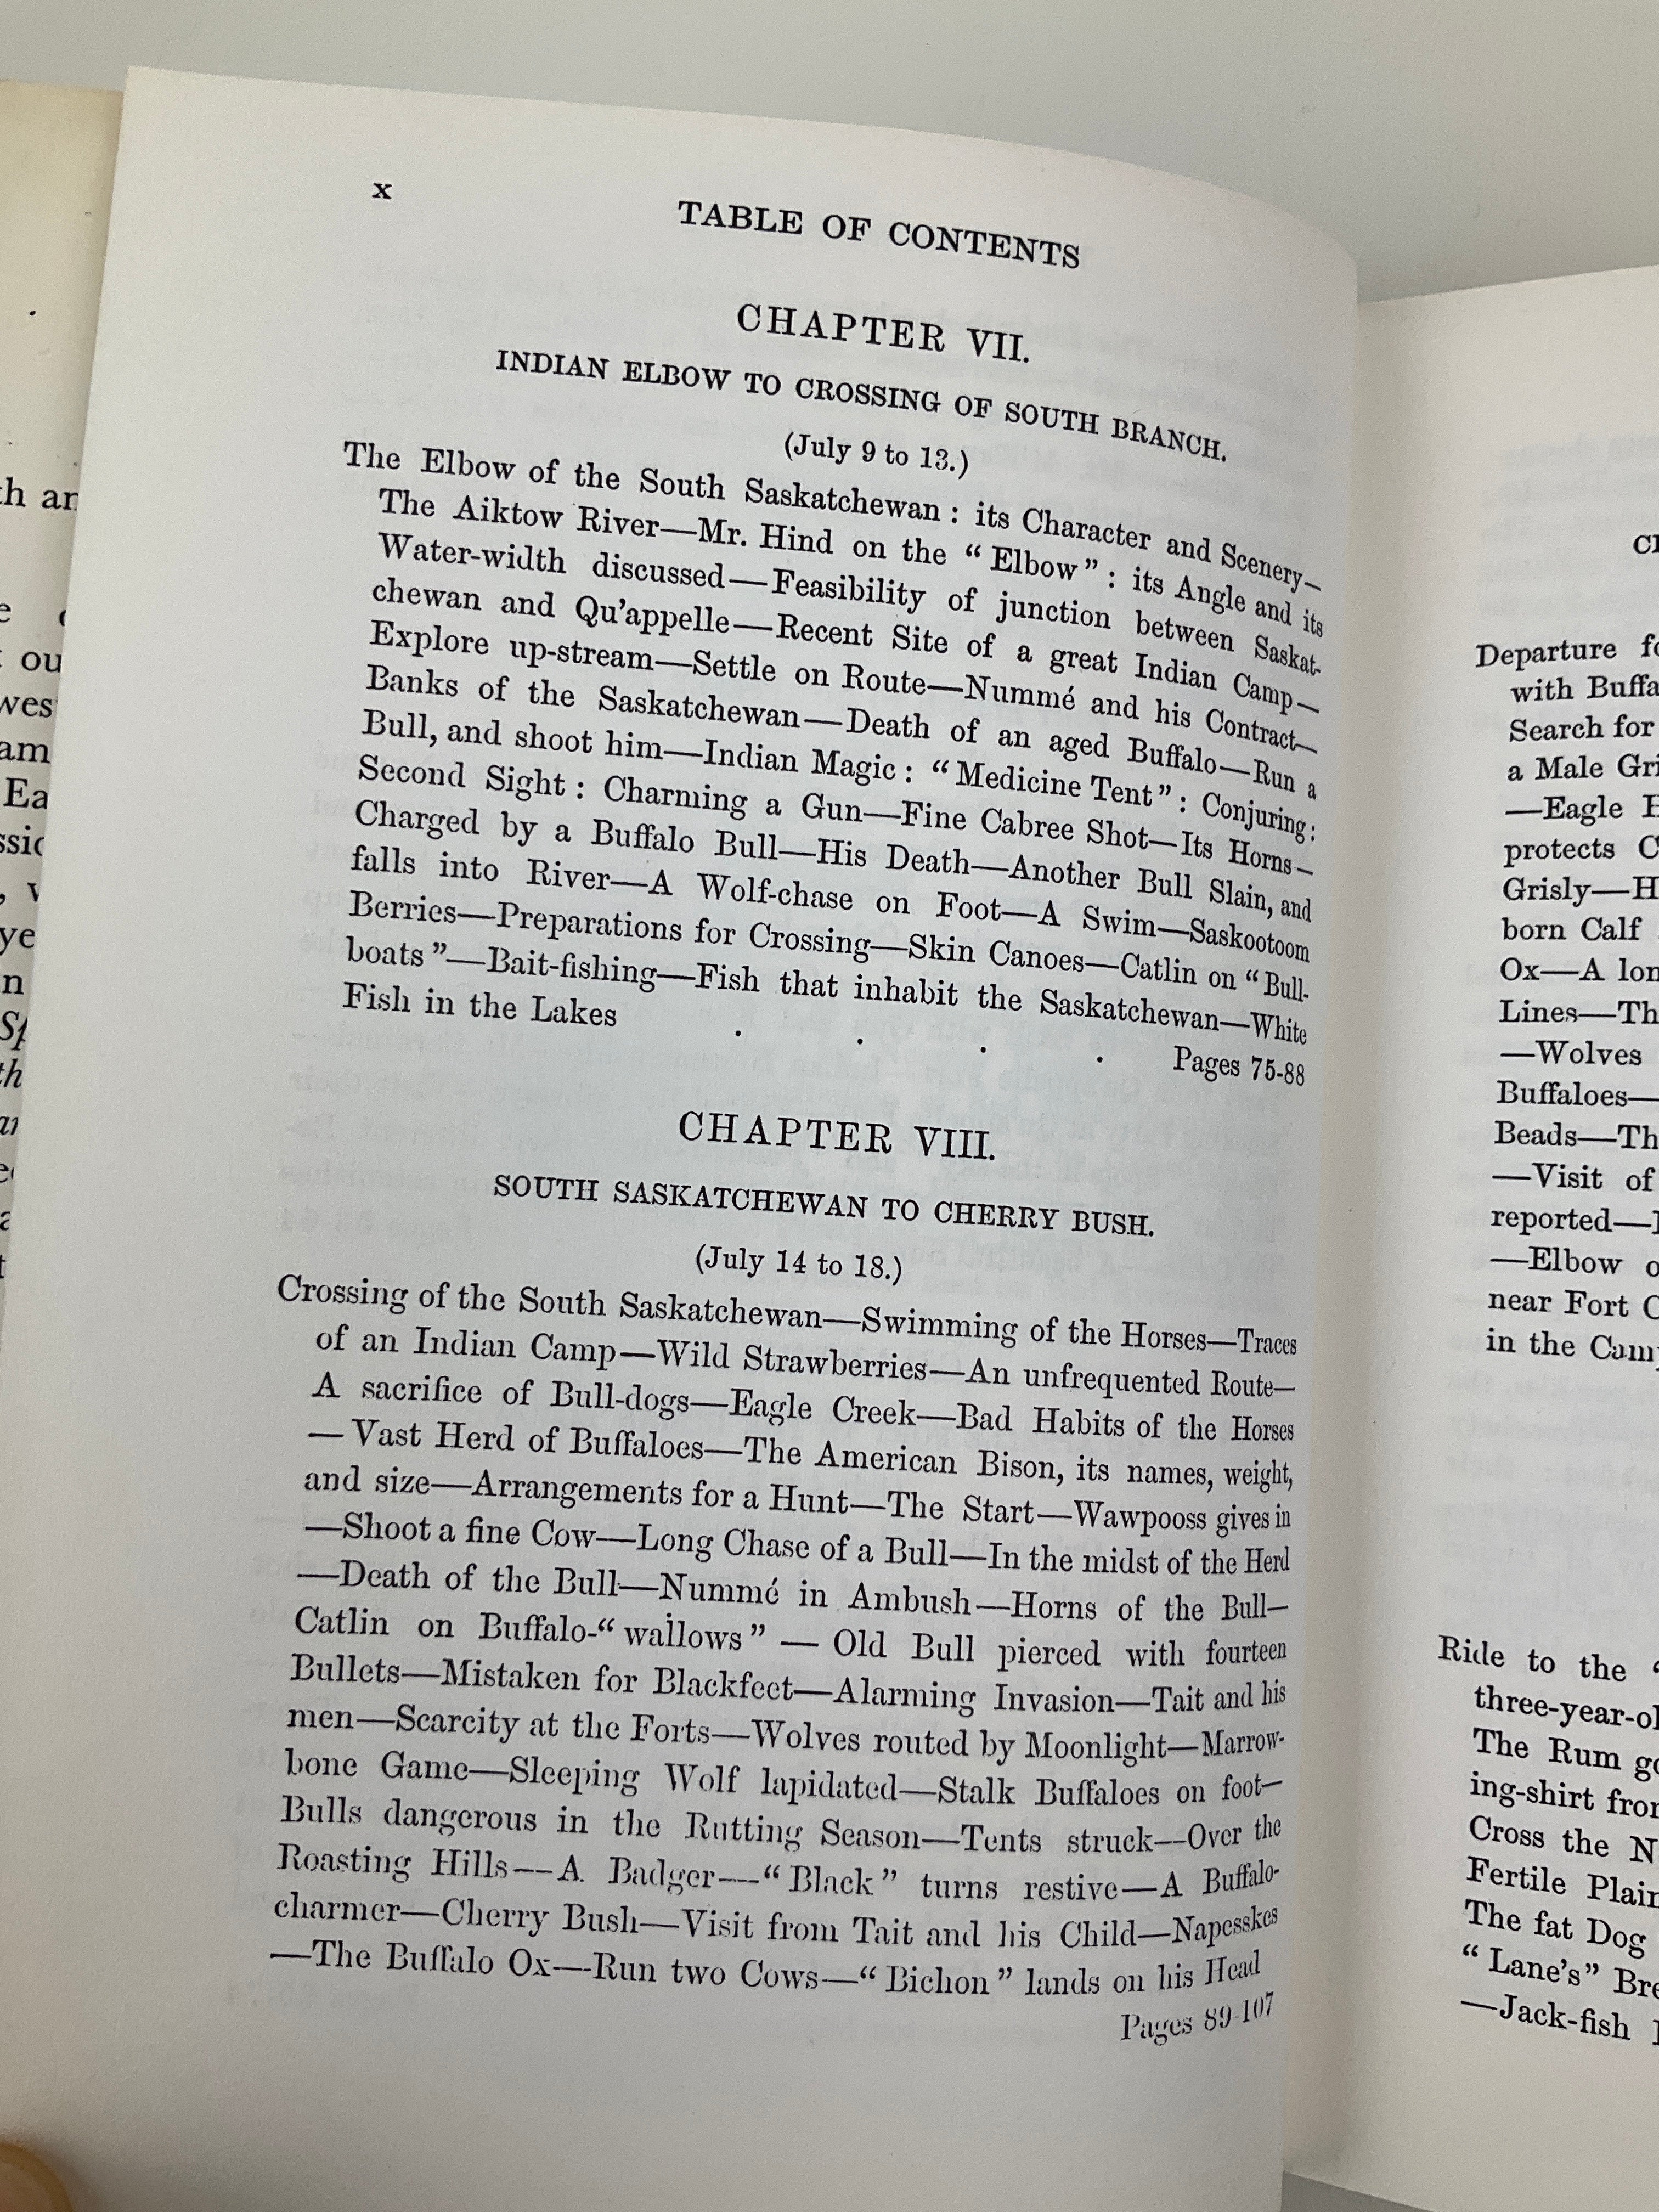 x
TABLE OF CONTENTS
CHAPTER VII.
INDIAN ELBOW TO CROSSING OF SOUTH BRANCH.
(July 9 to 13.)
The Elbow of the South Saskatchewan : its Character and Scenery—
The Aiktow River—Mr. Hind on the “ Elbow ” : its Angle and its
Water-width discussed—Feasibility of junction between Saskat-
chewan and Qu’appelle—Recent Site of a great Indian Camp—
Explore up-stream—Settle on Route—Nummé and his Contract—
Banks of the Saskatchewan—Death of an aged Buffalo—Run a
Bull, and shoot him—Indian Magic : “ Medicine Tent ” : Conjuring :
Second Sight : Charming a Gun—Fine Cabree Shot—Its Horns—
Charged by a Buffalo Bull—His Death—Another Bull Slain, and
falls into River—A Wolf-chase on Foot—A Swim—Saskootoom
Berries—Preparations for Crossing—Skin Canoes—Catlin on “ Bull-
boats ”—Bait-fishing—Fish that inhabit the Saskatchewan—White
Fish in the Lakes . . . . Pages 75-88
CHAPTER VIII.
SOUTH SASKATCHEWAN TO CHERRY BUSH.
(July 14 to 18.)
Crossing of the South Saskatchewan—Swimming of the Horses—Traces
of an Indian Camp—Wild Strawberries—An unfrequented Route—
A sacrifice of Bull-dogs—Eagle Creek—Bad Habits of the Horses
— Vast Herd of Buffaloes—The American Bison, its names, weight,
and size—Arrangements for a Hunt—The Start—Wawpooss gives in
—Shoot a fine Cow—Long Chase of a Bull—In the midst of the Herd
—Death of the Bull—Nummé in Ambush—Horns of the Bull—
Catlin on Buffalo-“ wallows ” — Old Bull pierced with fourteen
Bullets—Mistaken for Blackfeet—Alarming Invasion—Tait and his
men—Scarcity at the Forts—Wolves routed by Moonlight—Marrow-
bone Game—Sleeping Wolf lapidated—Stalk Buffaloes on foot—
Bulls dangerous in the Rutting Season—Tents struck—Over the
Roasting Hills—A Badger—“ Black ” turns restive—A Buffalo-
charmer—Cherry Bush—Visit from Tait and his Child—Napesskes
—The Buffalo Ox—Run two Cows—“ Bichon ” lands on his Head
Pages 89-107
Departure
with
Search for
a Male
—Eagle
protects
Grisly—
born Calf
Ox—A
Lines—
—Wolves
Buffaloes—
Beads—
—Visit of
reported—
—Elbow
near Fort
in the
Ride to the
The Rum
Cross the
Fertile
The fat Dog
“ Lane’s ”
—Jack-fish